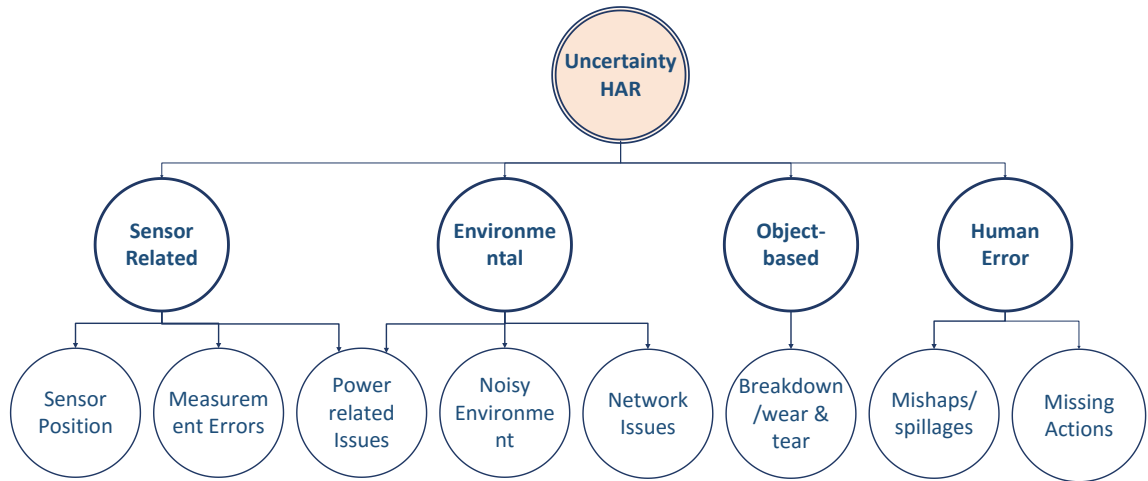 Uncertainty
HAR
Sensor
Related
Environme
ntal
Object-
based
Human
Error
Sensor
Position
Measurem
ent Errors
Power
related
Issues
Noisy
Environme
nt
Network
Issues
Breakdown
/wear &
tear
Mishaps/
spillages
Missing
Actions